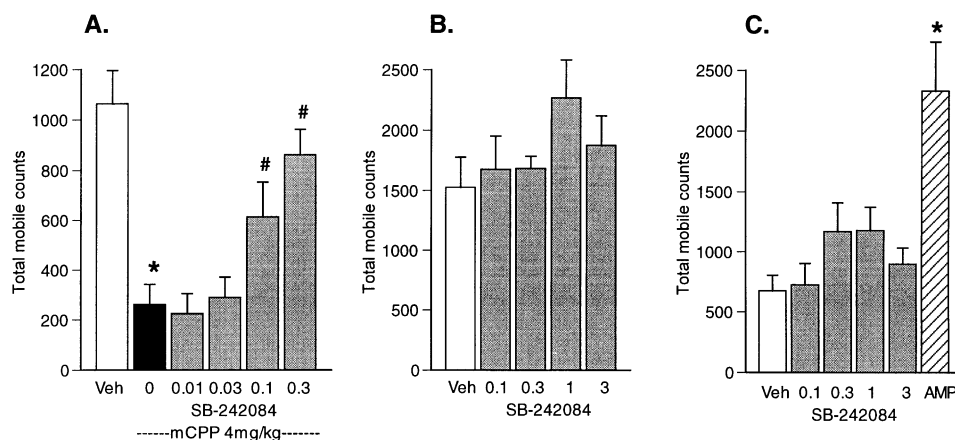 A.
B.
C.
Total mobile counts
1200
1000
800
600
400
200
0
*
#
#
Veh 0 0.01 0.03 0.1 0.3
SB-242084
------mCPP 4mg/kg-------
Total mobile counts
2500
2000
1500
1000
500
0
Veh 0.1 0.3 1 3
SB-242084
Total mobile counts
2500
2000
1500
1000
500
0
*
Veh 0.1 0.3 1 3 AMP
SB-242084